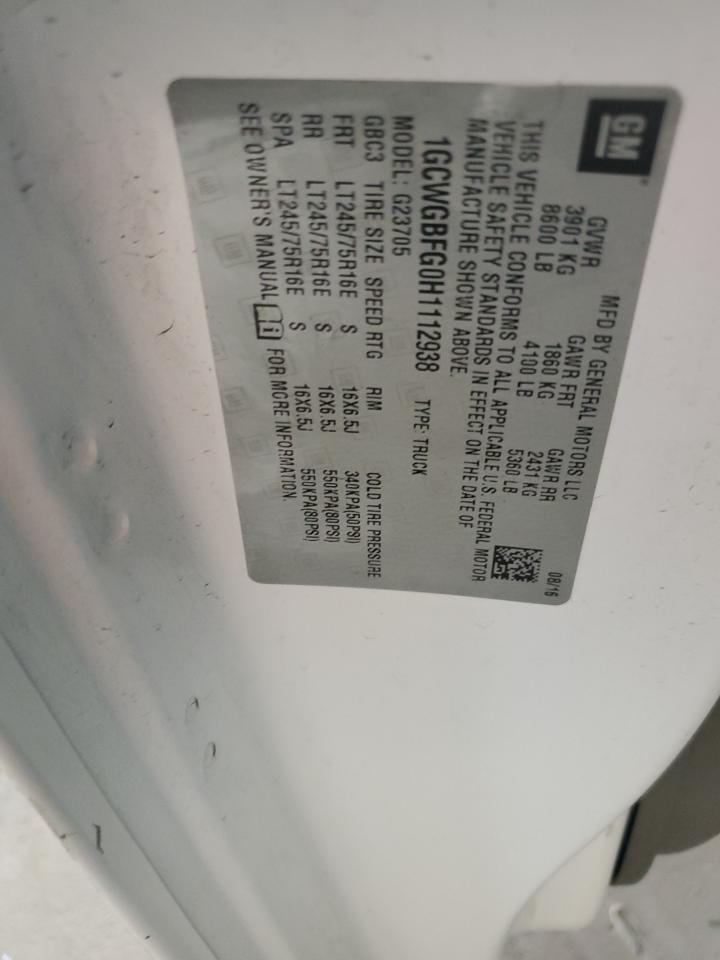 GM
MFD BY GENERAL MOTORS LLC 08/16
GVWR GAWR FRT GAWR RR
3901 KG 1860 KG 2431 KG
8600 LB 4100 LB 5360 LB
THIS VEHICLE CONFORMS TO ALL APPLICABLE U.S. FEDERAL MOTOR
VEHICLE SAFETY STANDARDS IN EFFECT ON THE DATE OF
MANUFACTURE SHOWN ABOVE.
1GCWGBFG0H1112938 TYPE: TRUCK
MODEL: G23705
GBC3 TIRE SIZE SPEED RTG RIM COLD TIRE PRESSURE
FRT LT245/75R16E S 16X6.5J 340KPA(50PSI)
RR LT245/75R16E S 16X6.5J 550KPA(80PSI)
SPA LT245/75R16E S 16X6.5J 550KPA(80PSI)
SEE OWNER'S MANUAL FOR MORE INFORMATION.